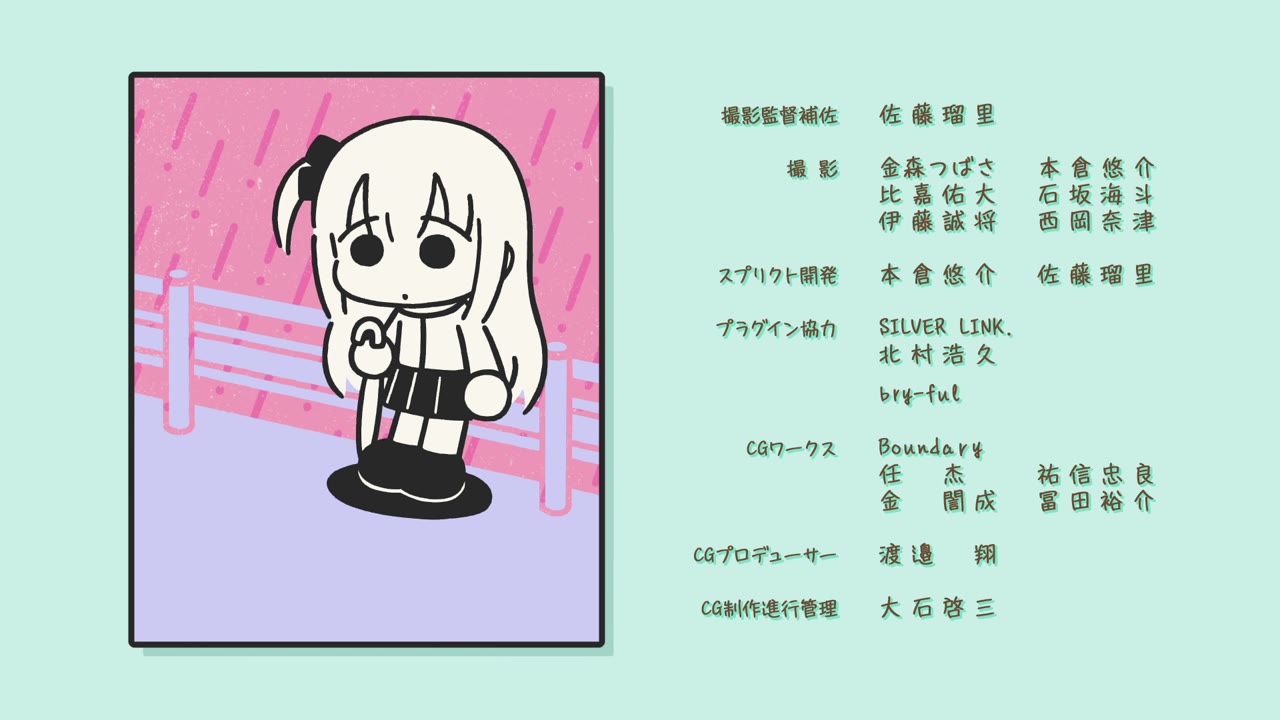 撮影監督補佐 佐藤瑠里
撮影 金森つばさ 本倉悠介
比嘉佑大 石坂海斗
伊藤誠将 西岡奈津
スプリクト開発 本倉悠介 佐藤瑠里
プラグイン協力 SILVER LINK.
北村浩久
bry-ful
CGワークス Boundary
任 杰 祐信忠良
金 闇成 冨田裕介
CGプロデューサー 渡邉 翔
CG制作進行管理 大石啓三